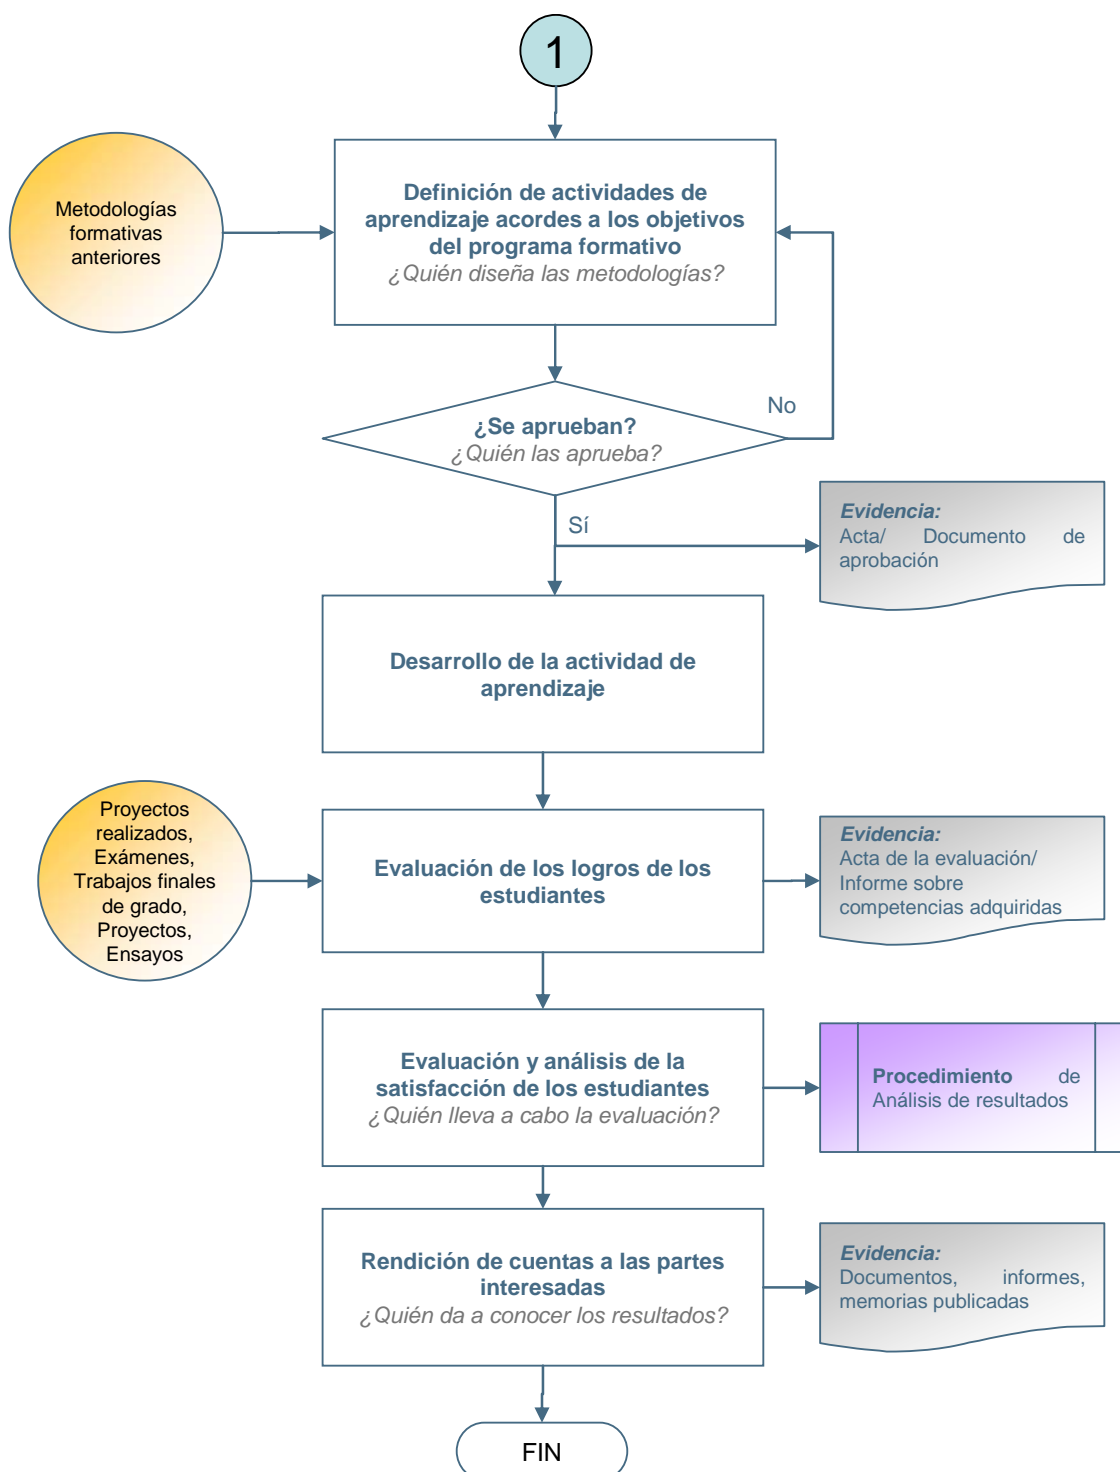 1
Definición de actividades de
aprendizaje acordes a los objetivos
del programa formativo
¿Quién diseña las metodologías?
Metodologías
formativas
anteriores
No
¿Se aprueban?
¿Quién las aprueba?
Sí
Evidencia:
Acta/ Documento de
aprobación
Desarrollo de la actividad de
aprendizaje
Proyectos
realizados,
Exámenes,
Trabajos finales
de grado,
Proyectos,
Ensayos
Evaluación de los logros de los
estudiantes
Evidencia:
Acta de la evaluación/
Informe sobre
competencias adquiridas
Evaluación y análisis de la
satisfacción de los estudiantes
¿Quién lleva a cabo la evaluación?
Procedimiento de
Análisis de resultados
Rendición de cuentas a las partes
interesadas
¿Quién da a conocer los resultados?
Evidencia:
Documentos, informes,
memorias publicadas
FIN